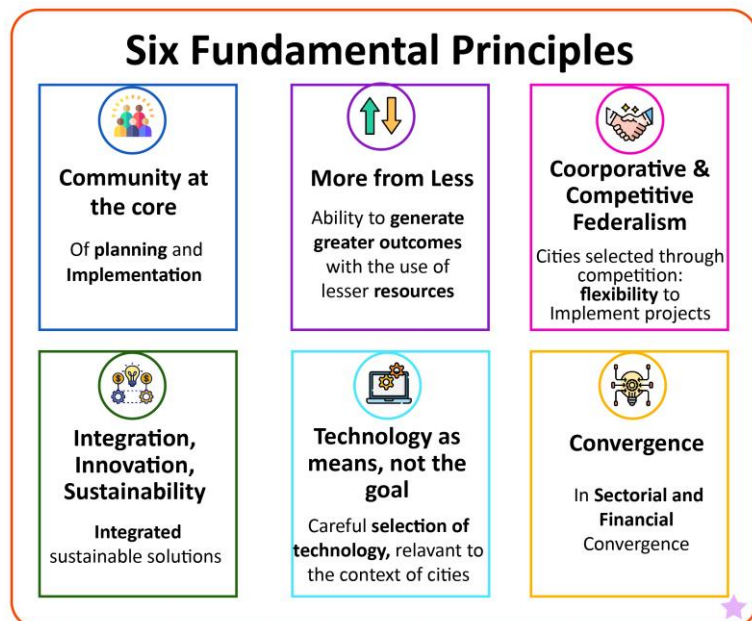 Six Fundamental Principles
Community at
the core
Of planning and
Implementation
More from Less
Ability to generate
greater outcomes
with the use of
lesser resources
Coorporative &
Competitive
Federalism
Cities selected through
competition:
flexibility to
Implement projects
Integration,
Innovation,
Sustainability
Integrated
sustainable solutions
Technology as
means, not the
goal
Careful selection of
technology, relavant to
the context of cities
Convergence
In Sectorial and
Financial
Convergence